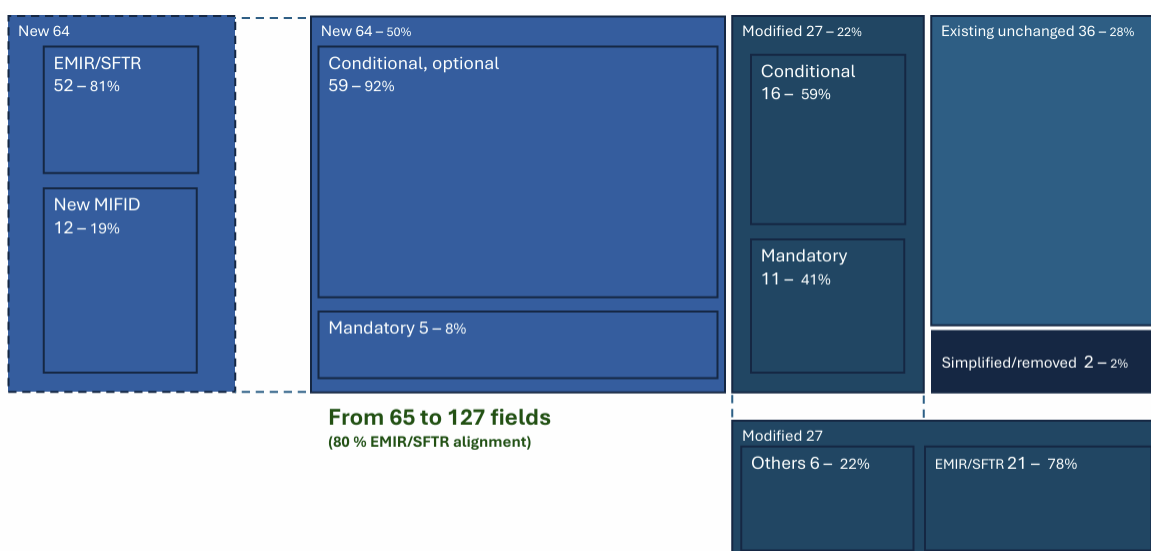 New 64
EMIR/SFTR
52 – 81%
New MIFID
12 – 19%
New 64 – 50%
Conditional, optional
59 – 92%
Mandatory 5 – 8%
From 65 to 127 fields
(80 % EMIR/SFTR alignment)
Modified 27 – 22%
Conditional
16 – 59%
Mandatory
11 – 41%
Existing unchanged 36 – 28%
Simplified/removed 2 – 2%
Modified 27
Others 6 – 22%
EMIR/SFTR 21 – 78%